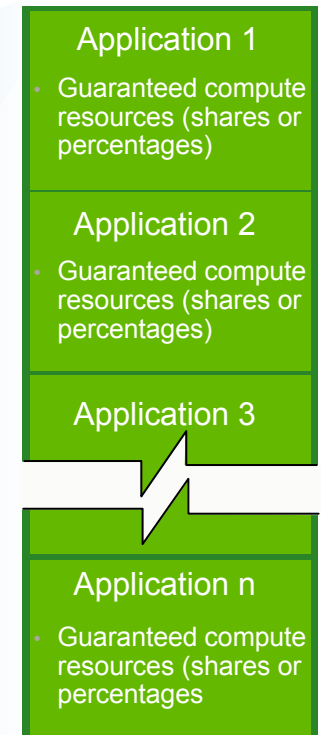 Application 1
• Guaranteed compute
resources (shares or
percentages)
Application 2
• Guaranteed compute
resources (shares or
percentages)
Application 3
Application n
• Guaranteed compute
resources (shares or
percentages